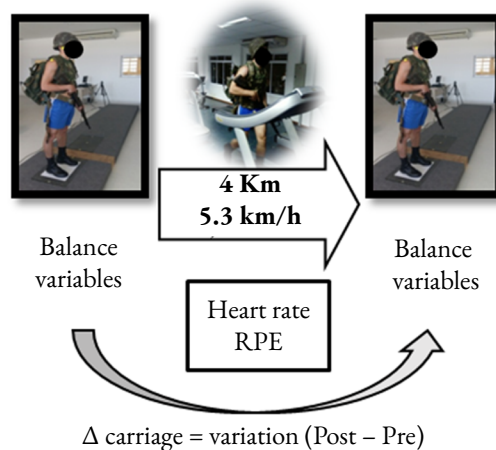 4 Km
5.3 km/h
Balance
variables
Balance
variables
Heart rate
RPE
Δ carriage = variation (Post – Pre)